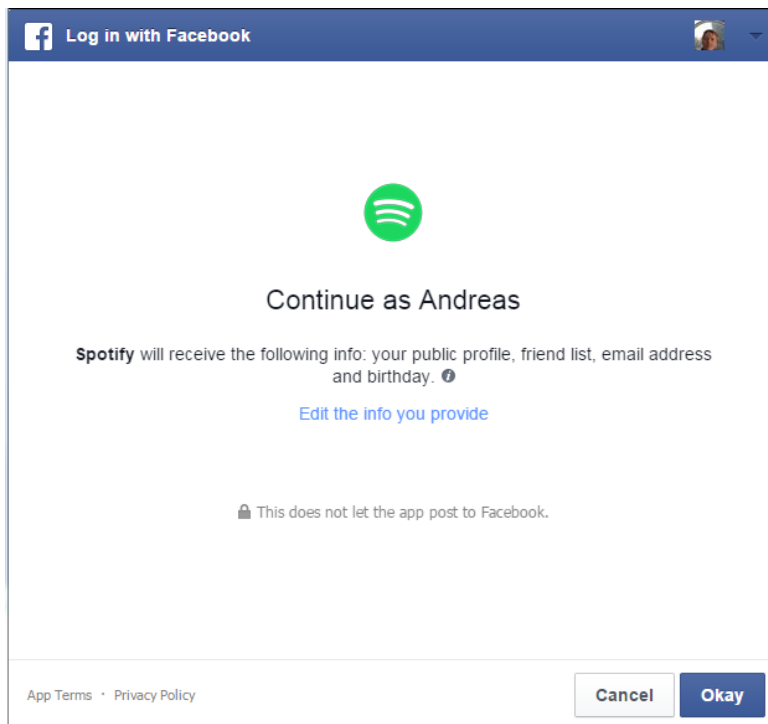 Log in with Facebook
Continue as Andreas
Spotify will receive the following info: your public profile, friend list, email address
and birthday.
Edit the info you provide
This does not let the app post to Facebook.
App Terms · Privacy Policy
Cancel
Okay